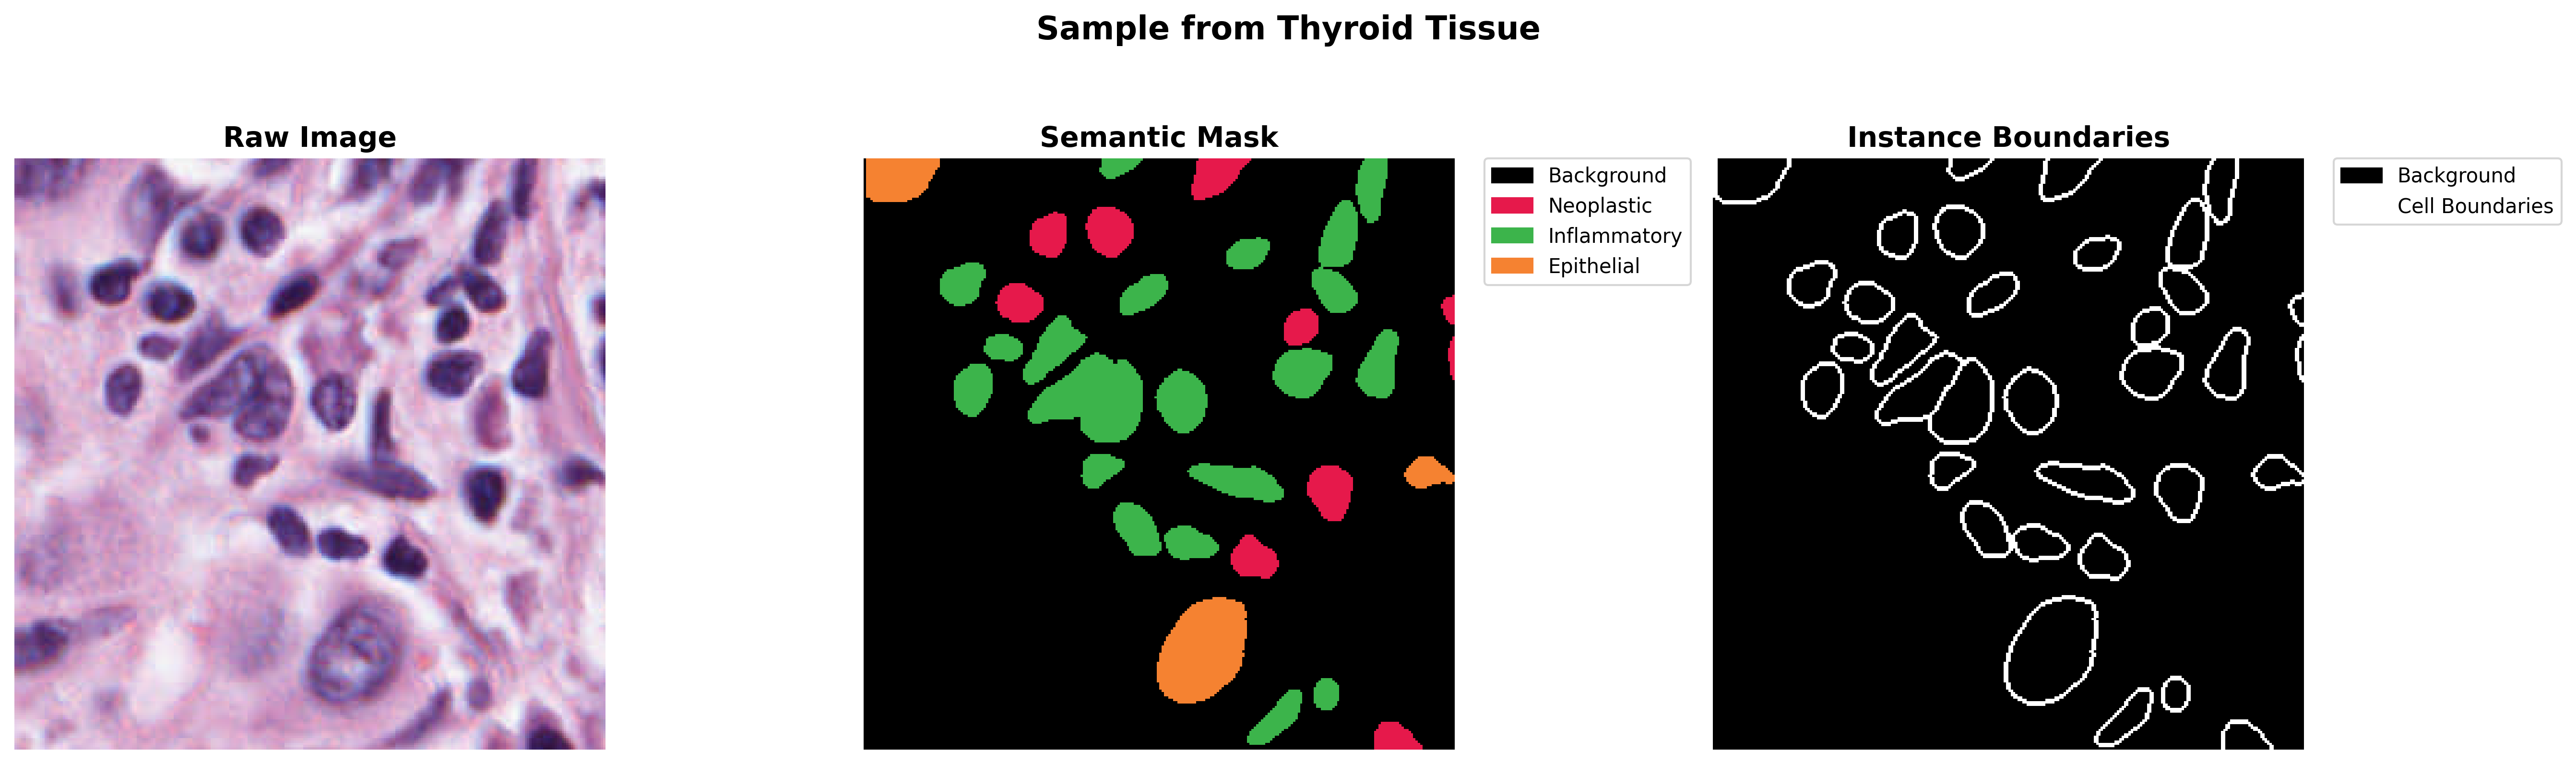 Sample from Thyroid Tissue
Raw Image
Semantic Mask
Background
Neoplastic
Inflammatory
Epithelial
Instance Boundaries
Background
Cell Boundaries